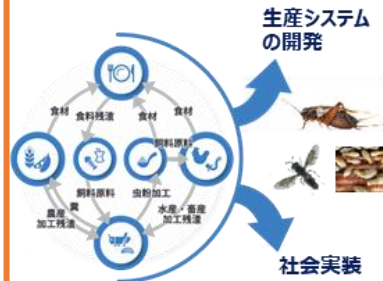 生産システム
の開発
食材
食料残渣
食材
食材
飼料原料
飼料原料
虫粉加工
糞
農産
加工残渣
水産・畜産
加工残渣
社会実装